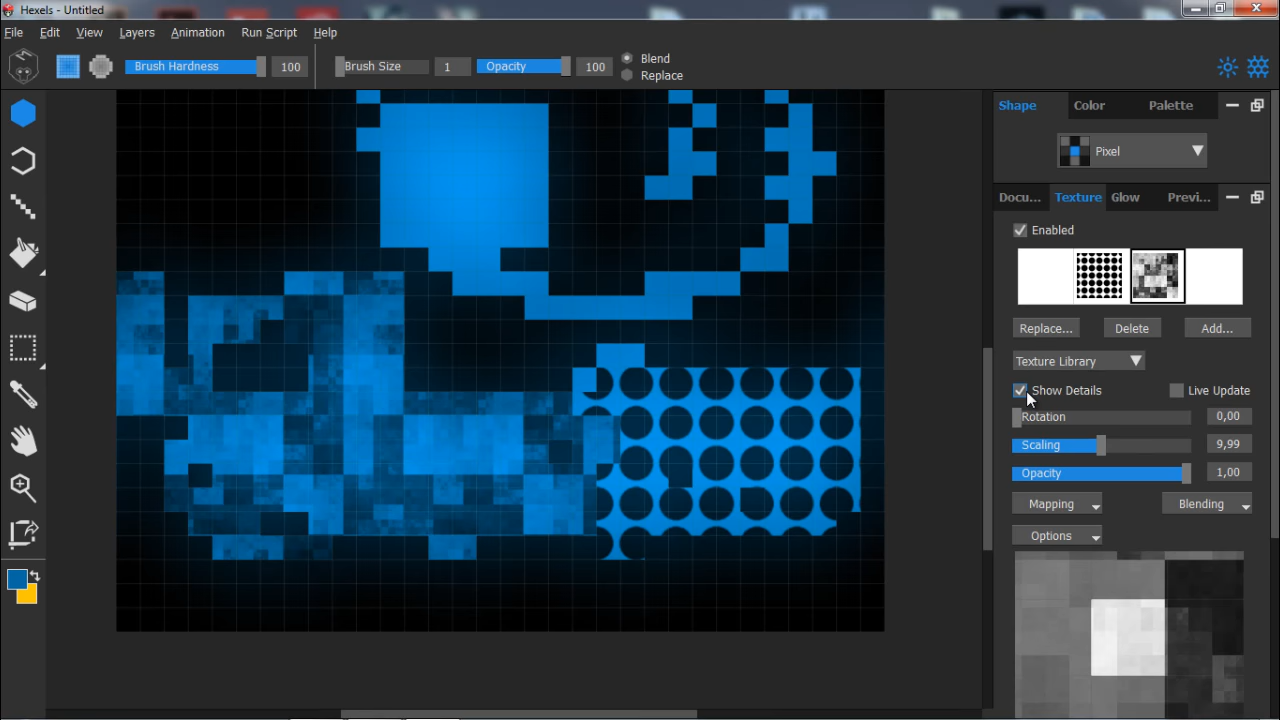 Hexels - Untitled
File Edit View Layers Animation Run Script Help
Brush Hardness 100 Brush Size 1 Opacity 100 Blend
Replace
Shape Color Palette
Pixel
Docu... Texture Glow Previ...
Enabled
Replace... Delete Add...
Texture Library
Show Details Live Update
Rotation 0,00
Scaling 9,99
Opacity 1,00
Mapping Blending
Options